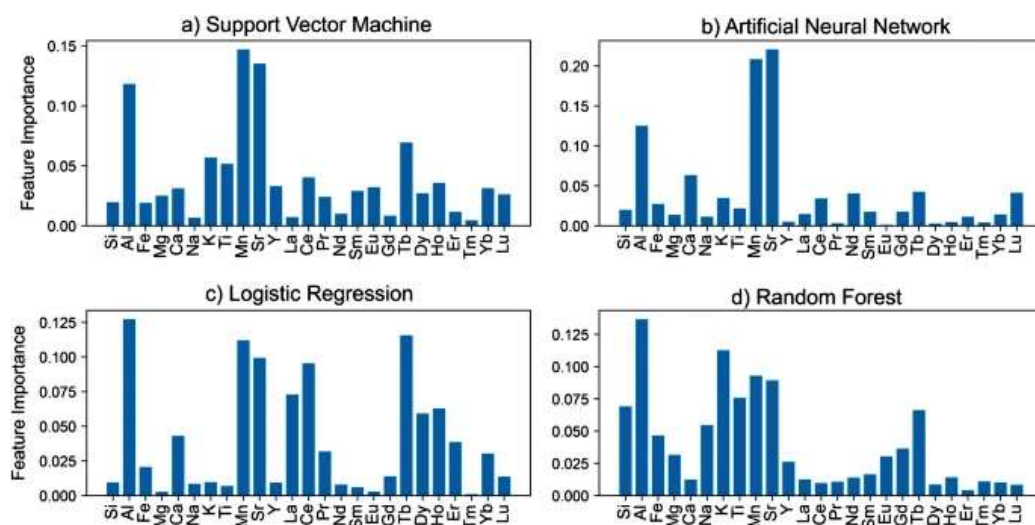 a) Support Vector Machine
0.15
0.10
0.05
0.00
Feature Importance
Si Al Fe Mg Ca Na K Ti Mn Sr Y La Ce Pr Nd Sm Eu Gd Tb Dy Ho Er Tm Yb Lu
b) Artificial Neural Network
0.20
0.15
0.10
0.05
0.00
Si Al Fe Mg Ca Na K Ti Mn Sr Y La Ce Pr Nd Sm Eu Gd Tb Dy Ho Er Tm Yb Lu
c) Logistic Regression
0.125
0.100
0.075
0.050
0.025
0.000
Feature Importance
Si Al Fe Mg Ca Na K Ti Mn Sr Y La Ce Pr Nd Sm Eu Gd Tb Dy Ho Er Tm Yb Lu
d) Random Forest
0.125
0.100
0.075
0.050
0.025
0.000
Si Al Fe Mg Ca Na K Ti Mn Sr Y La Ce Pr Nd Sm Eu Gd Tb Dy Ho Er Tm Yb Lu